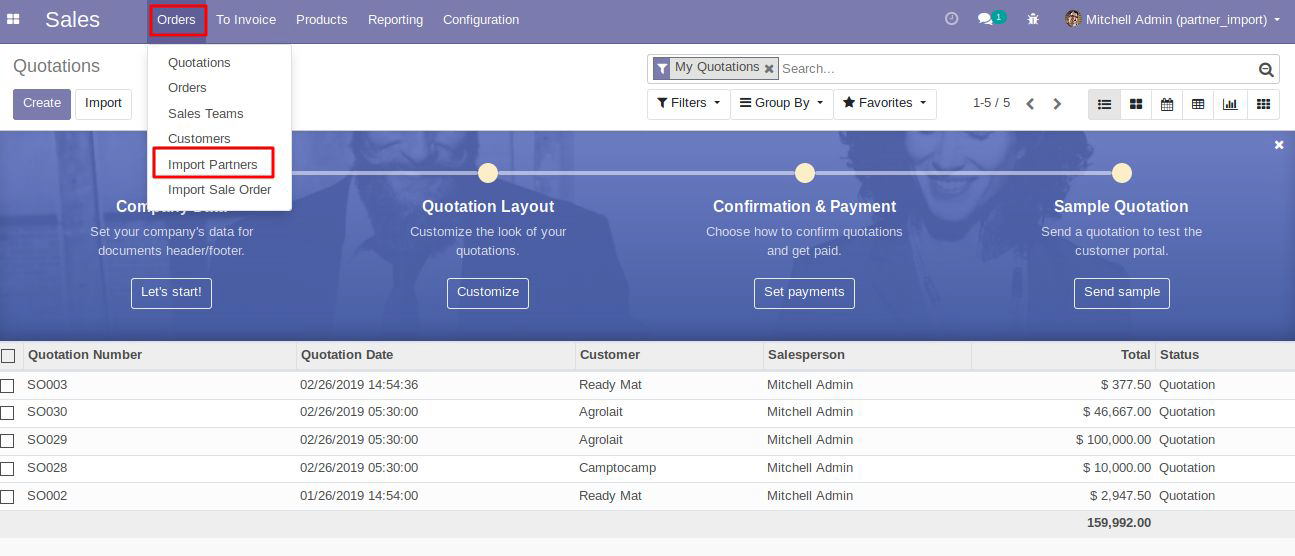 Sales Orders To Invoice Products Reporting Configuration 1 Mitchell Admin (partner_import)
Quotations
My Quotations Search...
Create Import
Filters Group By Favorites 1-5 / 5
Quotations
Orders
Sales Teams
Customers
Import Partners
Import Sale Order
Company Data
Set your company's data for
documents header/footer.
Let's start!
Quotation Layout
Customize the look of your
quotations.
Customize
Confirmation & Payment
Choose how to confirm quotations
and get paid.
Set payments
Sample Quotation
Send a quotation to test the
customer portal.
Send sample
Quotation Number Quotation Date Customer Salesperson Total Status
SO003 02/26/2019 14:54:36 Ready Mat Mitchell Admin $ 377.50 Quotation
SO030 02/26/2019 05:30:00 Agrolait Mitchell Admin $ 46,667.00 Quotation
SO029 02/26/2019 05:30:00 Agrolait Mitchell Admin $ 100,000.00 Quotation
SO028 02/26/2019 05:30:00 Camptocamp Mitchell Admin $ 10,000.00 Quotation
SO002 01/26/2019 14:54:00 Ready Mat Mitchell Admin $ 2,947.50 Quotation
159,992.00